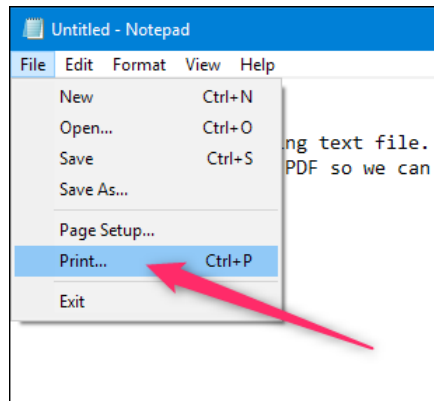 Untitled - Notepad
File Edit Format View Help
New Ctrl+N
Open... Ctrl+O
ng text file.
Save Ctrl+S
PDF so we can
Save As...
Page Setup...
Print... Ctrl+P
Exit